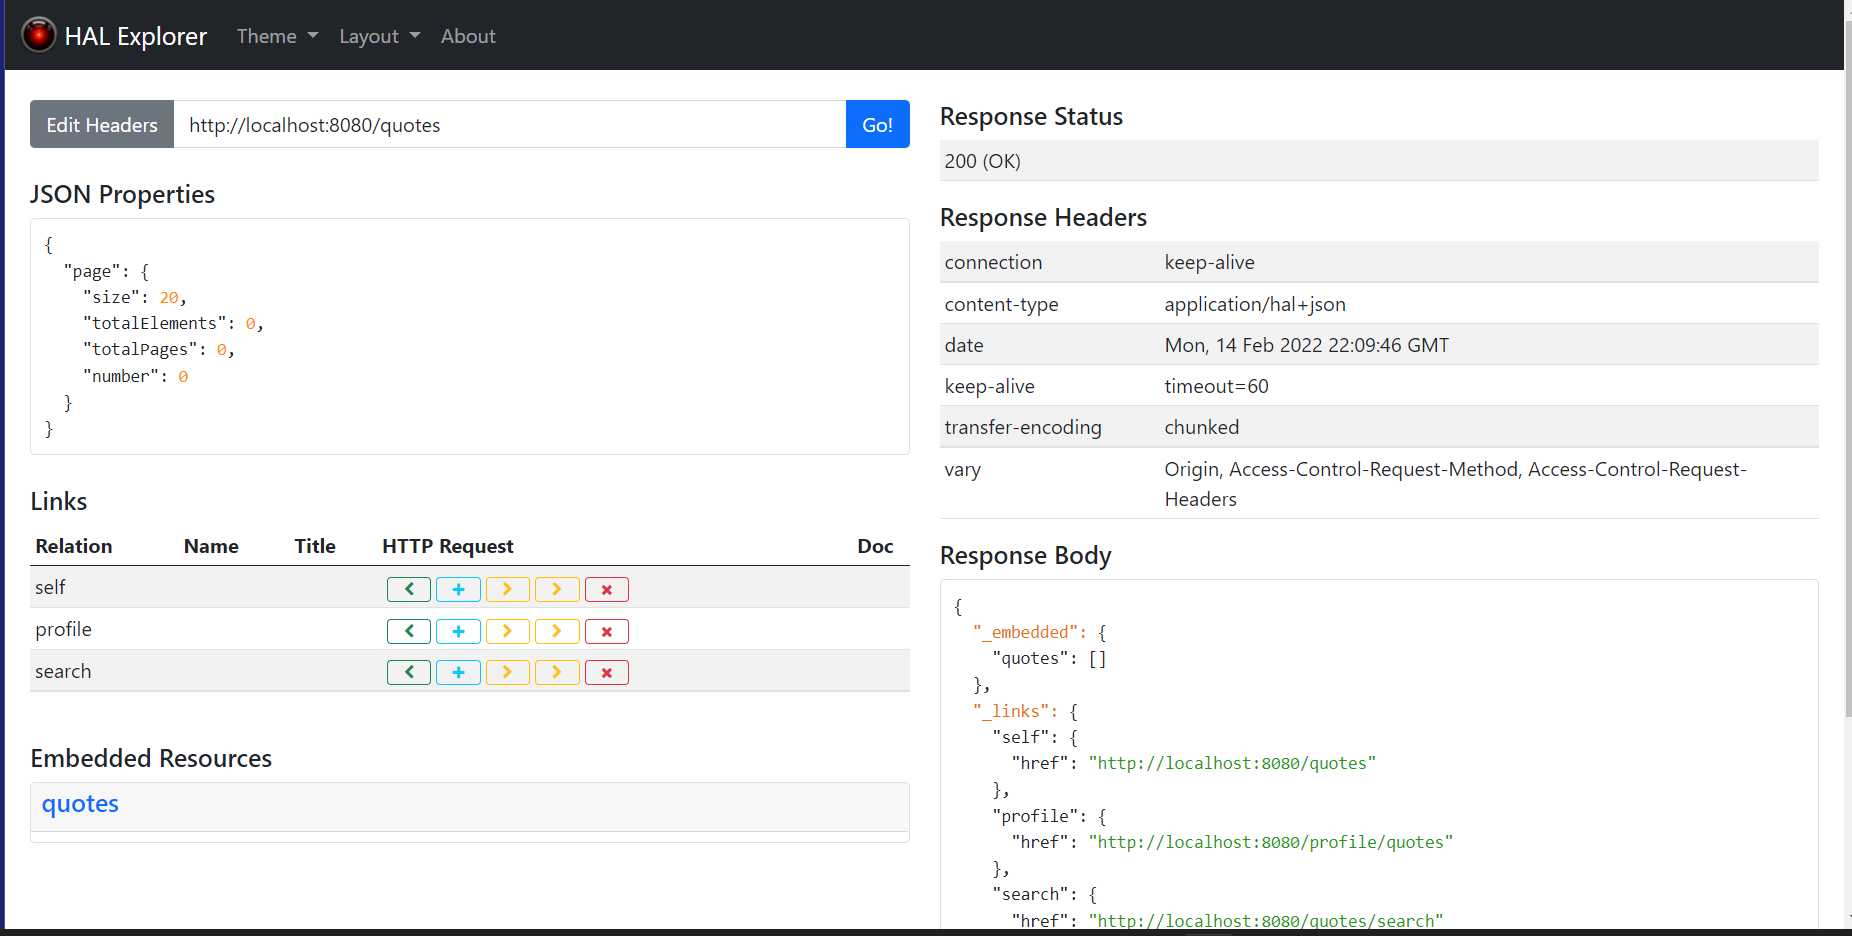 HAL Explorer Theme Layout About
Edit Headers http://localhost:8080/quotes Go!
JSON Properties
{
  "page": {
    "size": 20,
    "totalElements": 0,
    "totalPages": 0,
    "number": 0
  }
}
Links
Relation Name Title HTTP Request Doc
self
profile
search
Embedded Resources
quotes
Response Status
200 (OK)
Response Headers
connection keep-alive
content-type application/hal+json
date Mon, 14 Feb 2022 22:09:46 GMT
keep-alive timeout=60
transfer-encoding chunked
vary Origin, Access-Control-Request-Method, Access-Control-Request-
Headers
Response Body
{
  "_embedded": {
    "quotes": []
  },
  "_links": {
    "self": {
      "href": "http://localhost:8080/quotes"
    },
    "profile": {
      "href": "http://localhost:8080/profile/quotes"
    },
    "search": {
      "href": "http://localhost:8080/quotes/search"